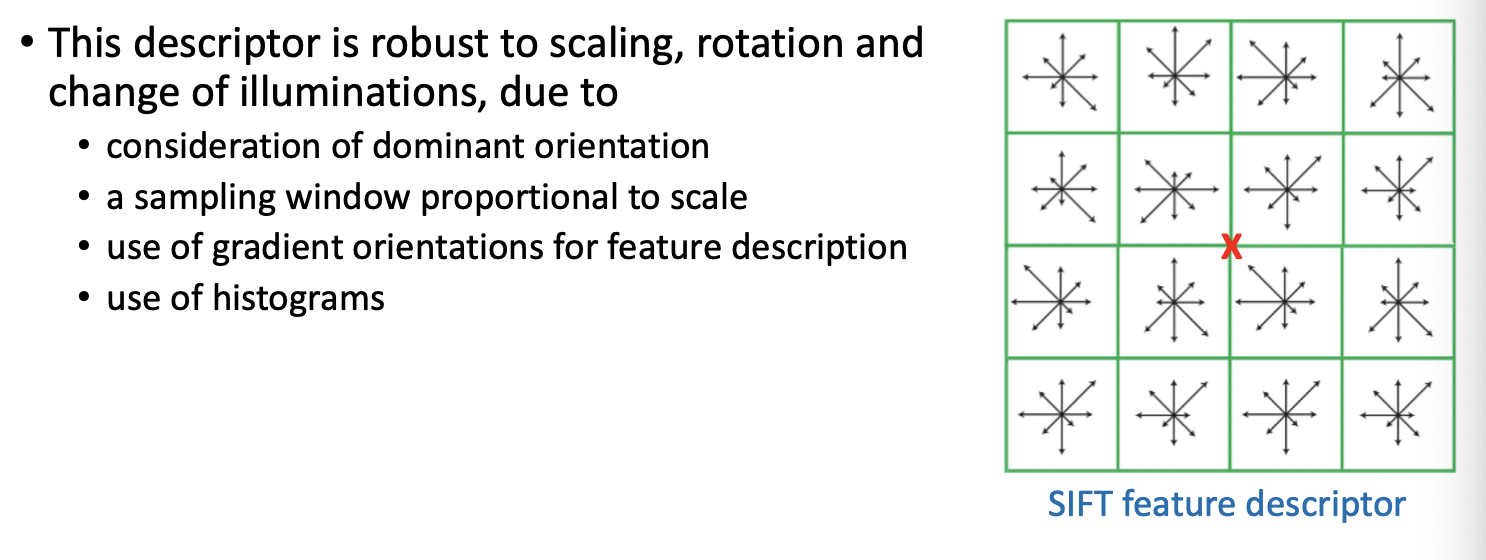 • This descriptor is robust to scaling, rotation and
change of illuminations, due to
• consideration of dominant orientation
• a sampling window proportional to scale
• use of gradient orientations for feature description
• use of histograms
X
SIFT feature descriptor